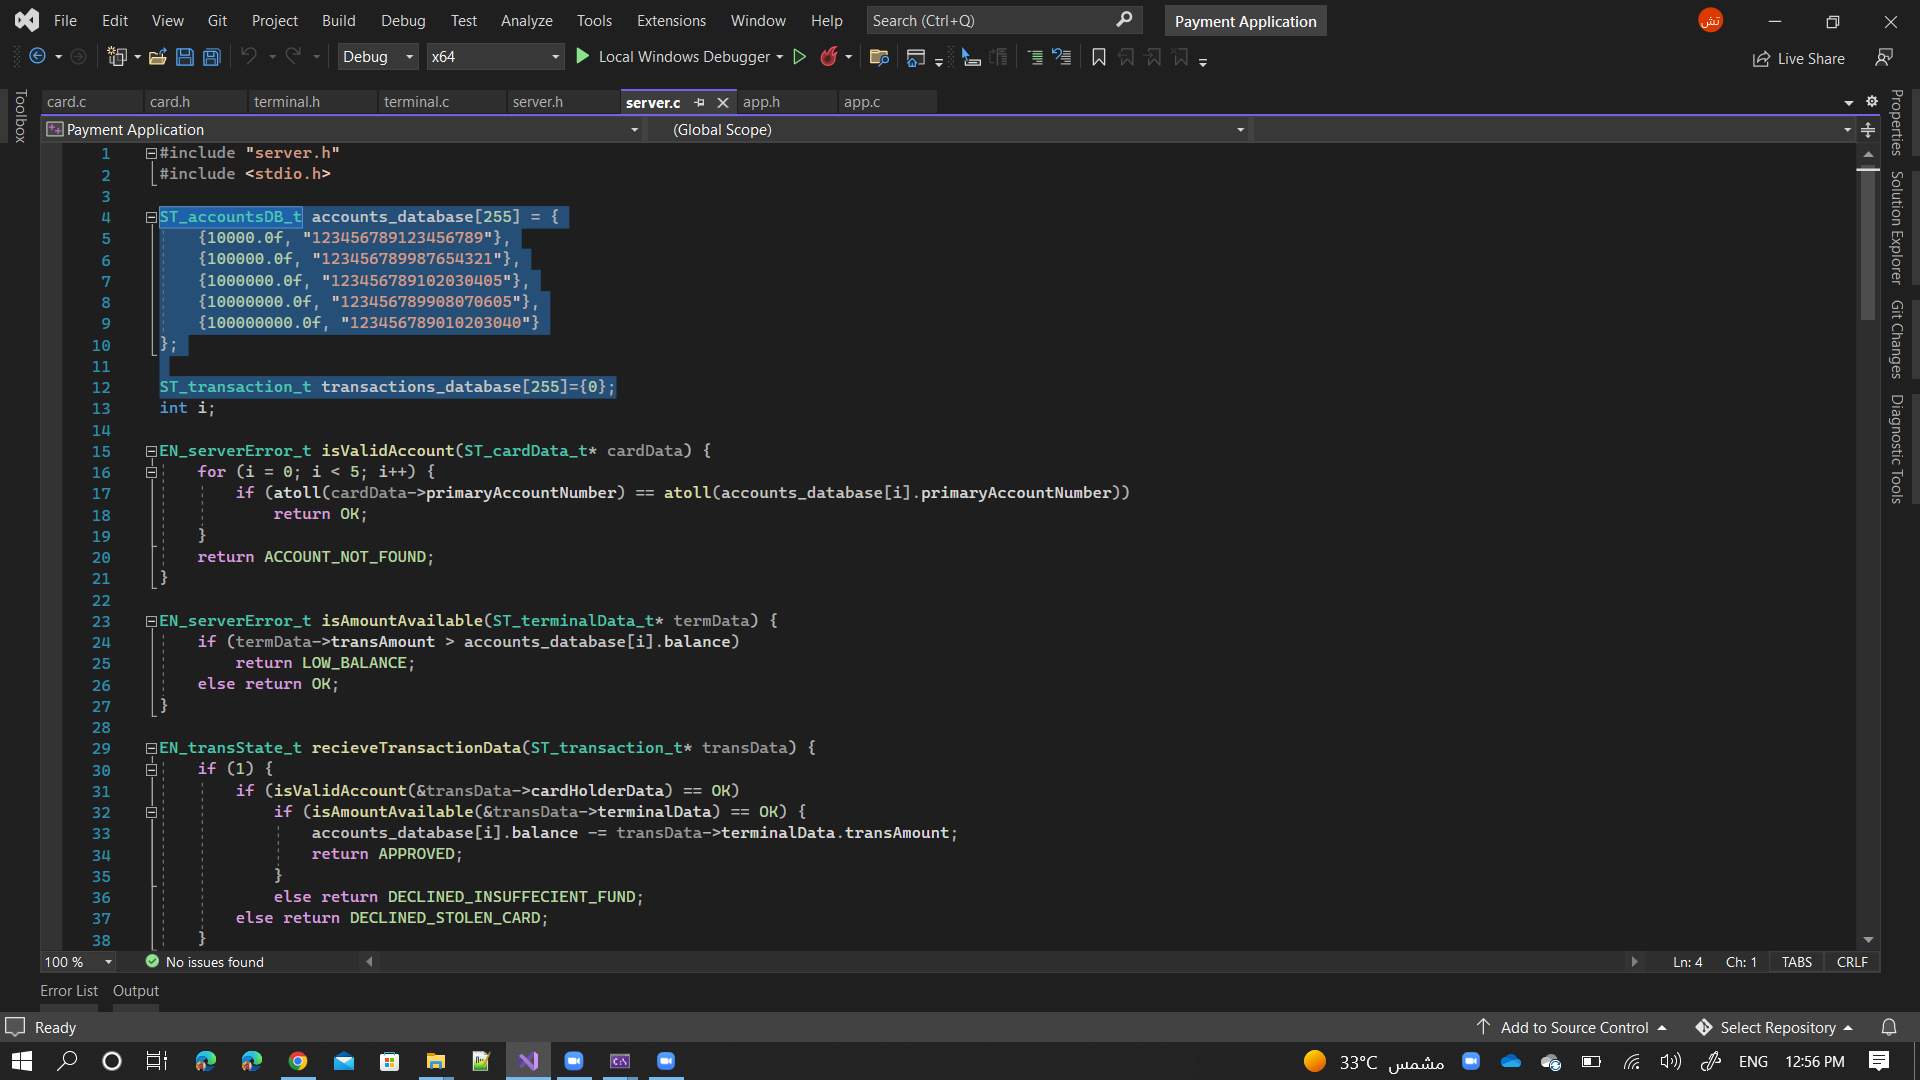 File Edit View Git Project Build Debug Test Analyze Tools Extensions Window Help Search (Ctrl+Q) Payment Application تش
Debug x64 Local Windows Debugger Live Share
card.c card.h terminal.h terminal.c server.h server.c app.h app.c
Payment Application (Global Scope)
1 #include "server.h"
2 #include <stdio.h>
3
4 ST_accountsDB_t accounts_database[255] = {
5 {10000.0f, "123456789123456789"},
6 {100000.0f, "123456789987654321"},
7 {1000000.0f, "123456789102030405"},
8 {10000000.0f, "123456789908070605"},
9 {100000000.0f, "123456789010203040"}
10 };
11
12 ST_transaction_t transactions_database[255]={0};
13 int i;
14
15 EN_serverError_t isValidAccount(ST_cardData_t* cardData) {
16 for (i = 0; i < 5; i++) {
17 if (atoll(cardData->primaryAccountNumber) == atoll(accounts_database[i].primaryAccountNumber))
18 return OK;
19 }
20 return ACCOUNT_NOT_FOUND;
21 }
22
23 EN_serverError_t isAmountAvailable(ST_terminalData_t* termData) {
24 if (termData->transAmount > accounts_database[i].balance)
25 return LOW_BALANCE;
26 else return OK;
27 }
28
29 EN_transState_t recieveTransactionData(ST_transaction_t* transData) {
30 if (1) {
31 if (isValidAccount(&transData->cardHolderData) == OK)
32 if (isAmountAvailable(&transData->terminalData) == OK) {
33 accounts_database[i].balance -= transData->terminalData.transAmount;
34 return APPROVED;
35 }
36 else return DECLINED_INSUFFECIENT_FUND;
37 else return DECLINED_STOLEN_CARD;
38 }
Toolbox
Properties
Solution Explorer
Git Changes
Diagnostic Tools
100 % No issues found Ln: 4 Ch: 1 TABS CRLF
Error List Output
Ready Add to Source Control Select Repository
33°C مشمس ENG 12:56 PM